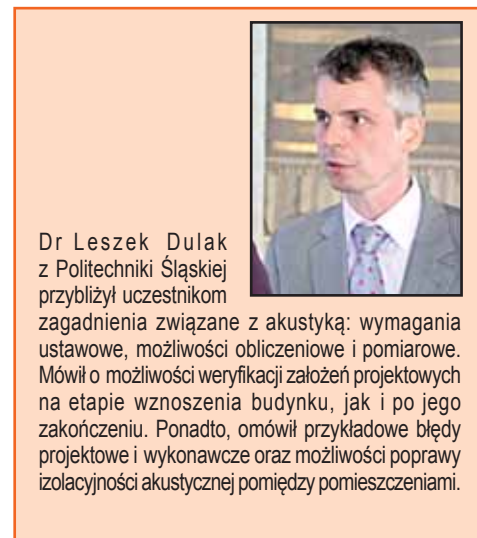 Dr Leszek Dulak
z Politechniki Śląskiej
przybliżył uczestnikom
zagadnienia związane z akustyką: wymagania
ustawowe, możliwości obliczeniowe i pomiarowe.
Mówił o możliwości weryfikacji założeń projektowych
na etapie wznoszenia budynku, jak i po jego
zakończeniu. Ponadto, omówił przykładowe błędy
projektowe i wykonawcze oraz możliwości poprawy
izolacyjności akustycznej pomiędzy pomieszczeniami.